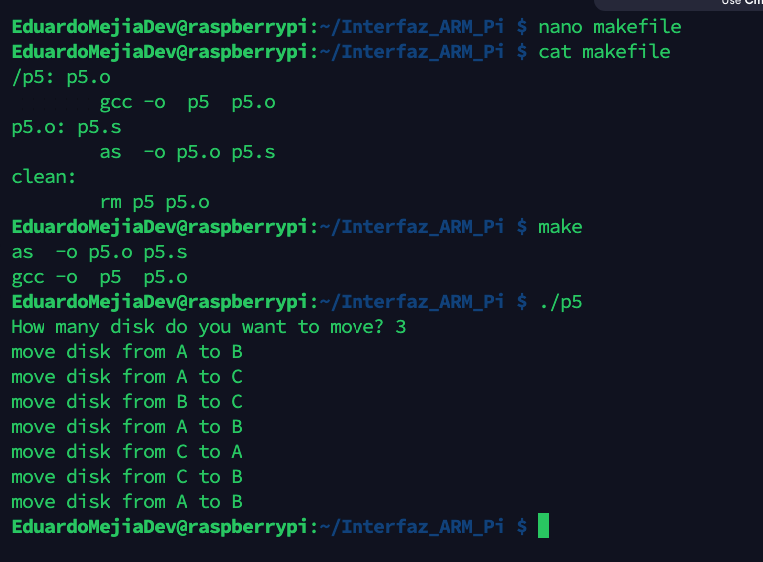 Use
EduardoMejiaDev@raspberrypi:~/Interfaz_ARM_Pi $ nano makefile
EduardoMejiaDev@raspberrypi:~/Interfaz_ARM_Pi $ cat makefile
/p5: p5.o
        gcc -o  p5  p5.o
p5.o: p5.s
        as  -o p5.o p5.s
clean:
        rm p5 p5.o
EduardoMejiaDev@raspberrypi:~/Interfaz_ARM_Pi $ make
as  -o p5.o p5.s
gcc -o  p5  p5.o
EduardoMejiaDev@raspberrypi:~/Interfaz_ARM_Pi $ ./p5
How many disk do you want to move? 3
move disk from A to B
move disk from A to C
move disk from B to C
move disk from A to B
move disk from C to A
move disk from C to B
move disk from A to B
EduardoMejiaDev@raspberrypi:~/Interfaz_ARM_Pi $